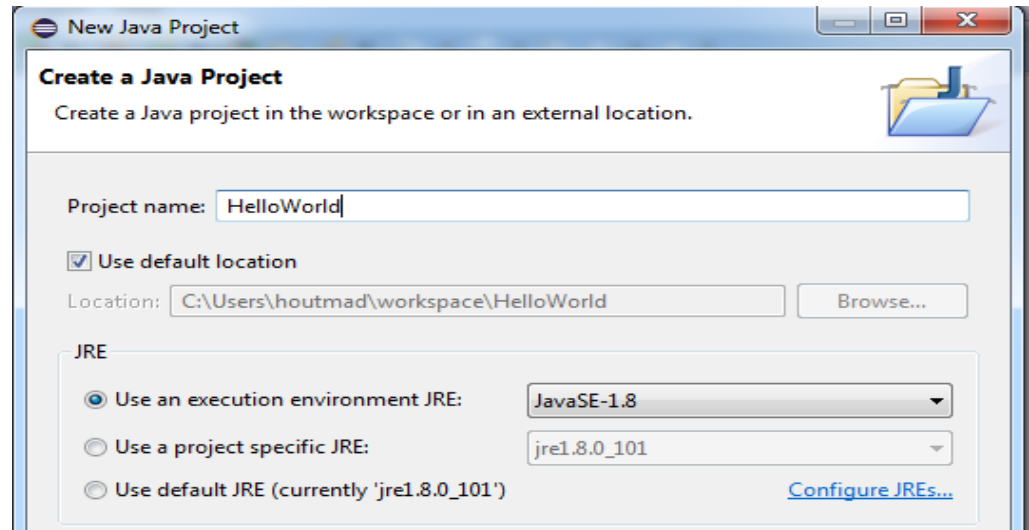 New Java Project
Create a Java Project
Create a Java project in the workspace or in an external location.
Project name: HelloWorld
Use default location
Location: C:\Users\houtmad\workspace\HelloWorld Browse...
JRE
Use an execution environment JRE: JavaSE-1.8
Use a project specific JRE: jre1.8.0_101
Use default JRE (currently 'jre1.8.0_101') Configure JREs...